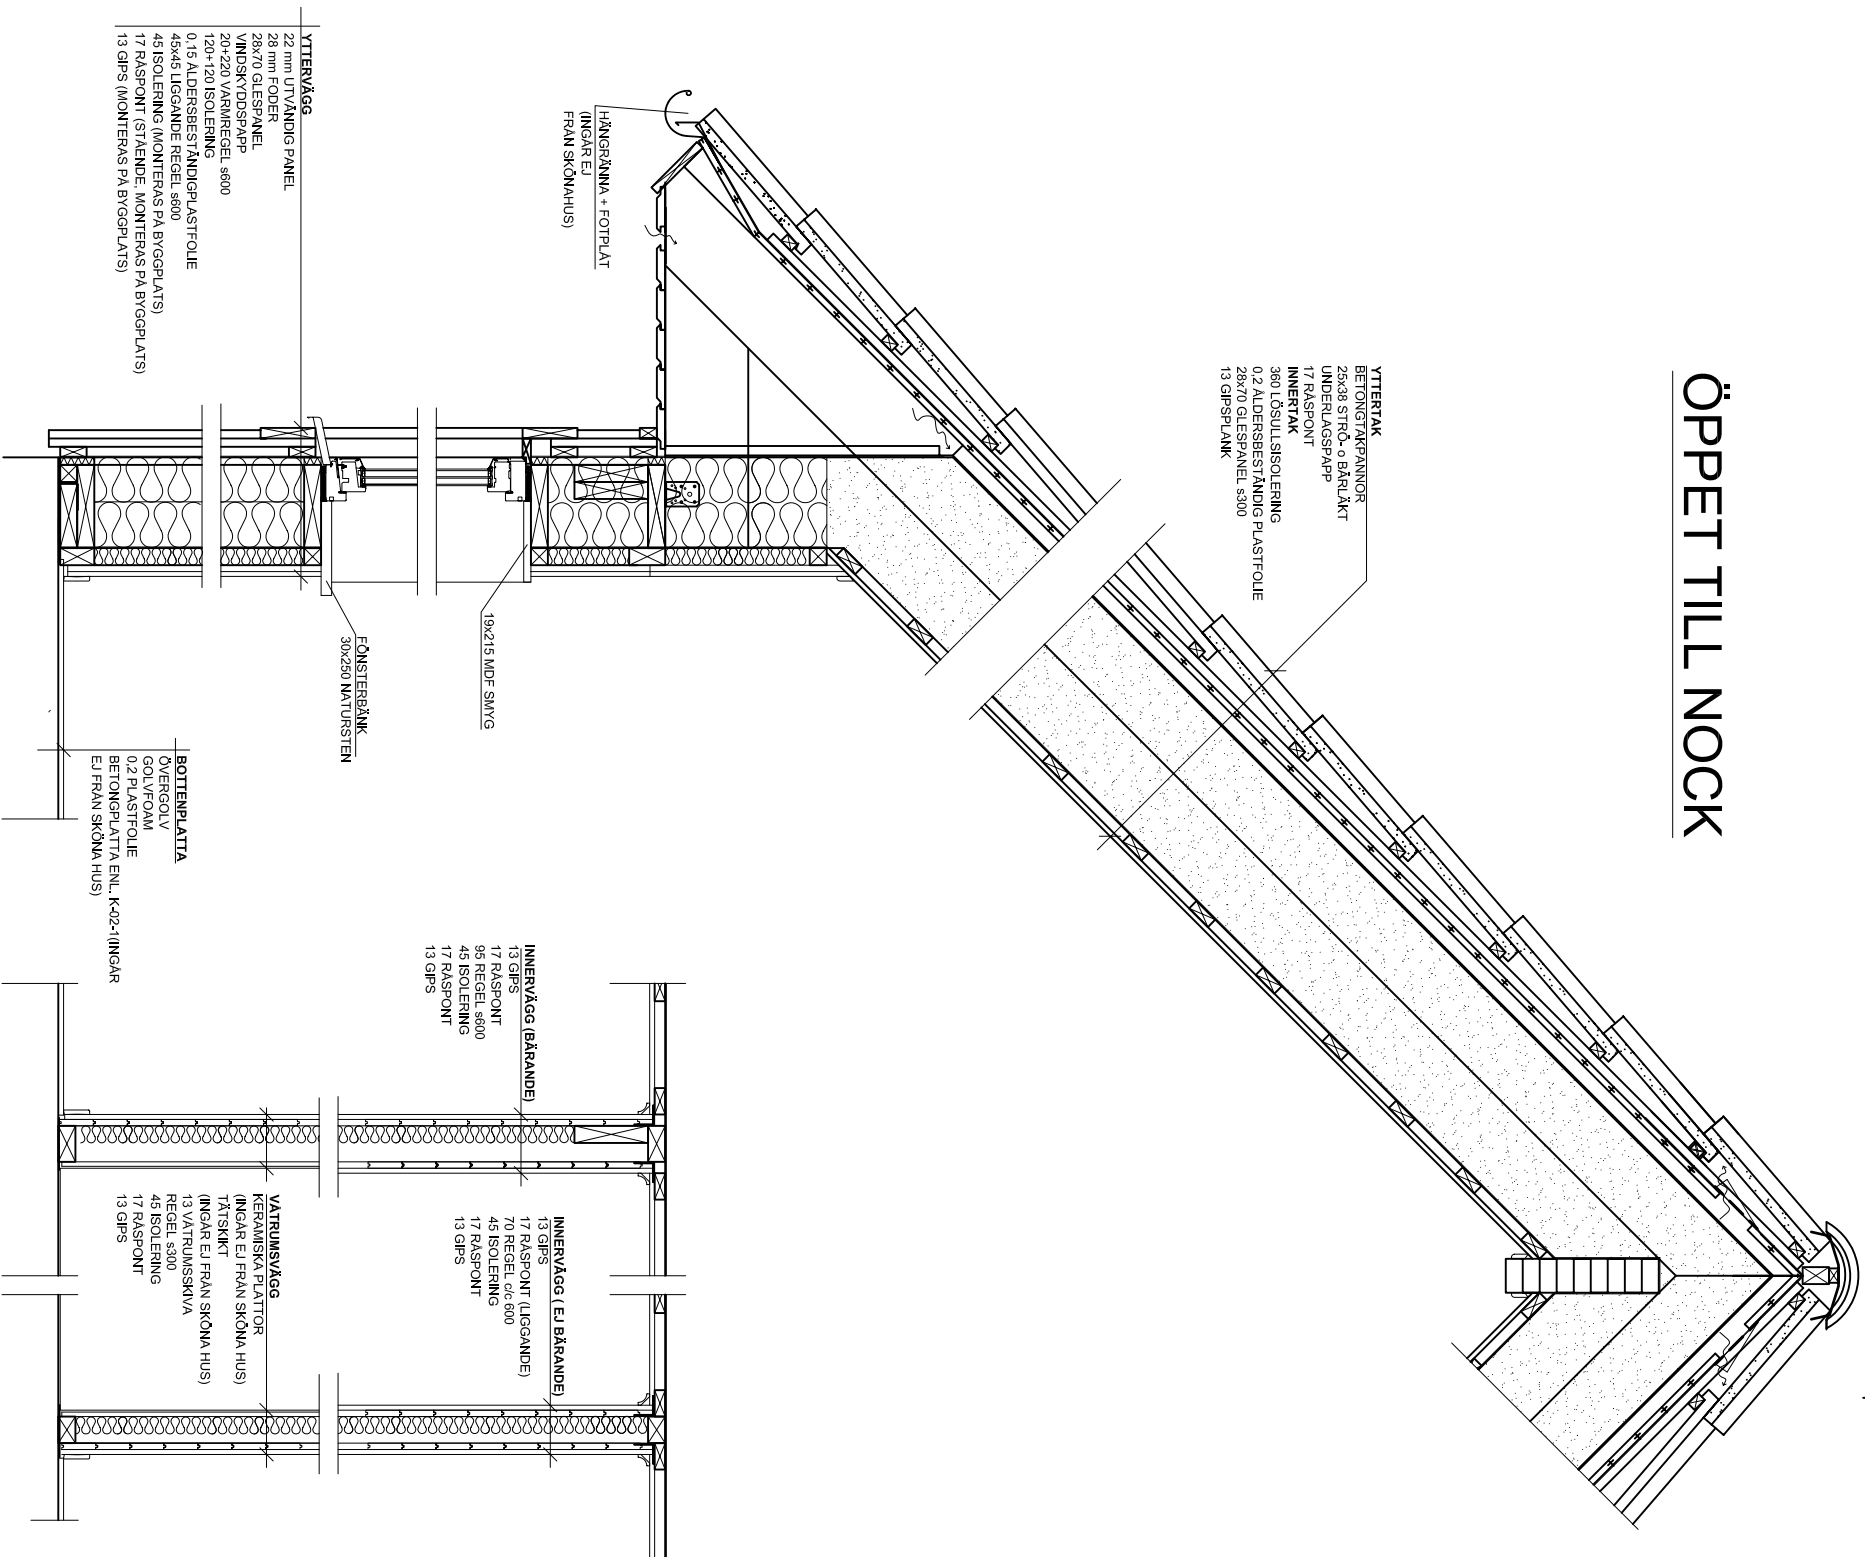 ÖPPET TILL NOCK
YTTERTAK
BETONGTAKPANNOR
25x38 STRÖ- o BÄRLÄKT
UNDERLAGSPAPP
17 RÅSPONT
INNERTAK
360 LÖSULLSISOLERING
0,2 ÅLDERSBESTÄNDIG PLASTFOLIE
28x70 GLESPANEL s300
13 GIPSPLANK
HÄNGRÄNNA + FOTPLÅT
(INGÅR EJ
FRÅN SKÖNAHUS)
YTTERVÄGG
22 mm UTVÄNDIG PANEL
28 mm FODER
28x70 GLESPANEL
VINDSKYDDSPAPP
20+220 VARMREGEL s600
120+120 ISOLERING
0,15 ÅLDERSBESTÄNDIGPLASTFOLIE
45x45 LIGGANDE REGEL s600
45 ISOLERING (MONTERAS PÅ BYGGPLATS)
17 RÅSPONT (STÅENDE, MONTERAS PÅ BYGGPLATS)
13 GIPS (MONTERAS PÅ BYGGPLATS)
19x215 MDF SMYG
FÖNSTERBÄNK
30x250 NATURSTEN
BOTTENPLATTA
ÖVERGOLV
GOLVFOAM
0,2 PLASTFOLIE
BETONGPLATTA ENL. K-02-1(INGÅR
EJ FRÅN SKÖNA HUS)
INNERVÄGG (BÄRANDE)
13 GIPS
17 RÅSPONT
95 REGEL s600
45 ISOLERING
17 RÅSPONT
13 GIPS
INNERVÄGG ( EJ BÄRANDE)
13 GIPS
17 RÅSPONT (LIGGANDE)
70 REGEL c/c 600
45 ISOLERING
17 RÅSPONT
13 GIPS
VÅTRUMSVÄGG
KERAMISKA PLATTOR
(INGÅR EJ FRÅN SKÖNA HUS)
TÄTSKIKT
(INGÅR EJ FRÅN SKÖNA HUS)
13 VÅTRUMSSKIVA
REGEL s300
45 ISOLERING
17 RÅSPONT
13 GIPS